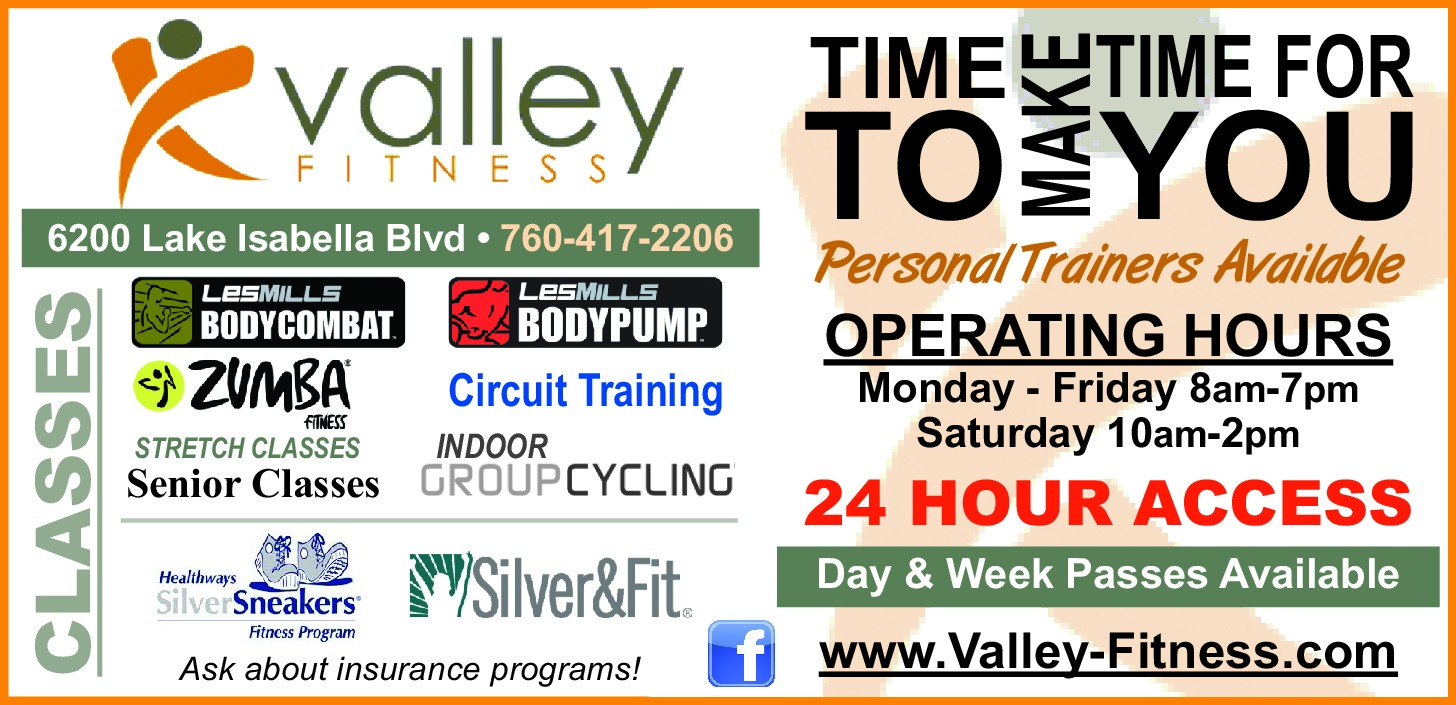 valley
FITNESS
6200 Lake Isabella Blvd • 760-417-2206
CLASSES
LESMILLS
BODYCOMBAT™
LESMILLS
BODYPUMP™
ZUMBA®
FITNESS
Circuit Training
STRETCH CLASSES
Senior Classes
INDOOR
GROUPCYCLING
Healthways
SilverSneakers®
Fitness Program
Silver&Fit®
Ask about insurance programs!
f
TIME
TO
MAKE
TIME FOR
YOU
Personal Trainers Available
OPERATING HOURS
Monday - Friday 8am-7pm
Saturday 10am-2pm
24 HOUR ACCESS
Day & Week Passes Available
www.Valley-Fitness.com